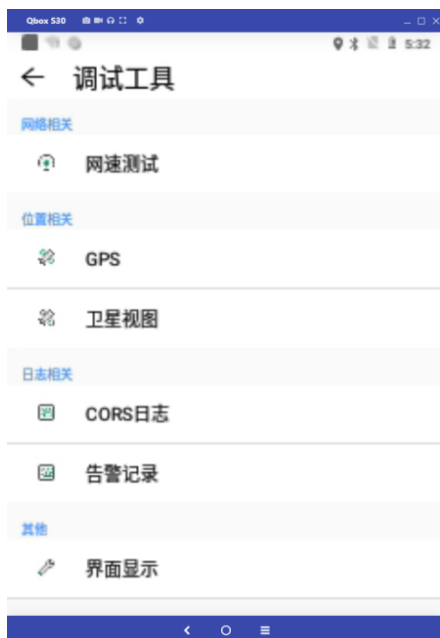 Qbox S30
5:32
调试工具
网络相关
网速测试
位置相关
GPS
卫星视图
日志相关
CORS日志
告警记录
其他
界面显示